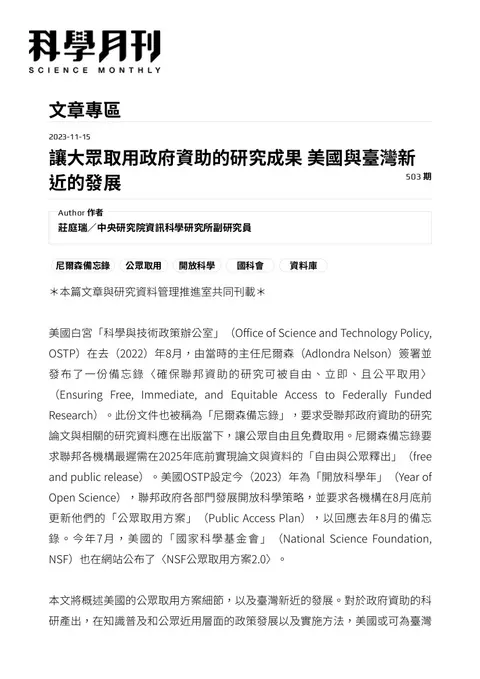 科學月刊
SCIENCE MONTHLY
文章專區
2023-11-15
讓大眾取用政府資助的研究成果 美國與臺灣新
近的發展
503 期
Author 作者
莊庭瑞／中央研究院資訊科學研究所副研究員
尼爾森備忘錄 公眾取用 開放科學 國科會 資料庫
＊本篇文章與研究資料管理推進室共同刊載＊
美國白宮「科學與技術政策辦公室」（Office of Science and Technology Policy,
OSTP）在去（2022）年8月，由當時的主任尼爾森（Adlondra Nelson）簽署並
發布了一份備忘錄〈確保聯邦資助的研究可被自由、立即、且公平取用〉
（Ensuring Free, Immediate, and Equitable Access to Federally Funded
Research）。此份文件也被稱為「尼爾森備忘錄」，要求受聯邦政府資助的研究
論文與相關的研究資料應在出版當下，讓公眾自由且免費取用。尼爾森備忘錄要
求聯邦各機構最遲需在2025年底前實現論文與資料的「自由與公眾釋出」（free
and public release）。美國OSTP設定今（2023）年為「開放科學年」（Year of
Open Science），聯邦政府各部門發展開放科學策略，並要求各機構在8月底前
更新他們的「公眾取用方案」（Public Access Plan），以回應去年8月的備忘
錄。今年7月，美國的「國家科學基金會」（National Science Foundation,
NSF）也在網站公布了〈NSF公眾取用方案2.0〉。
本文將概述美國的公眾取用方案細節，以及臺灣新近的發展。對於政府資助的科
研產出，在知識普及和公眾近用層面的政策發展以及實施方法，美國或可為臺灣